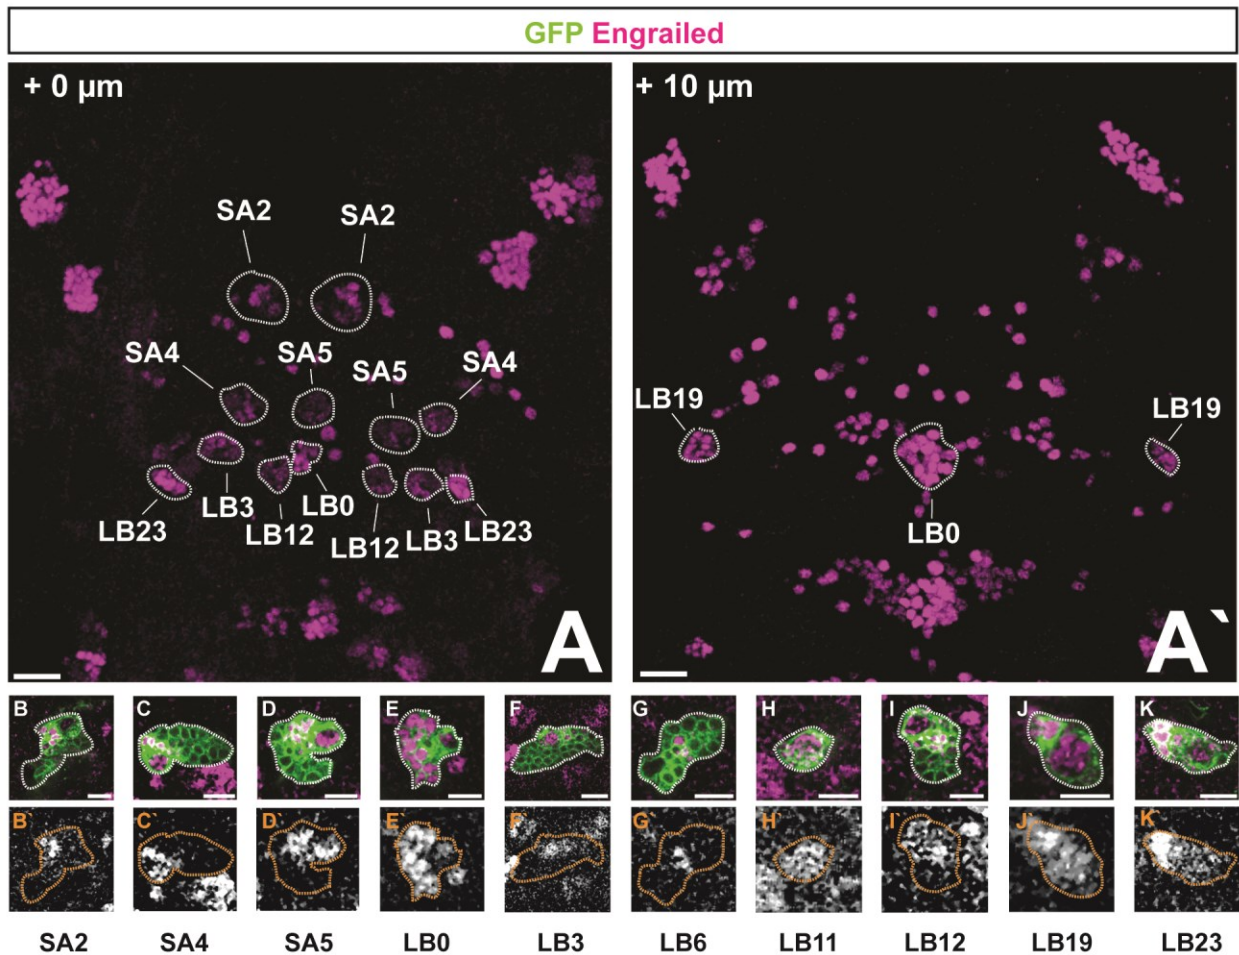 GFP Engrailed
+ 0 µm
SA2
SA2
SA4
SA5
SA5
SA4
LB23
LB3
LB12
LB0
LB12
LB3
LB23
A
+ 10 µm
LB19
LB19
LB0
A`
B C D E F G H I J K
B` C` D` E` F` G` H` I` J` K`
SA2 SA4 SA5 LB0 LB3 LB6 LB11 LB12 LB19 LB23